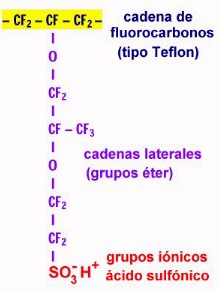 – CF₂ – CF – CF₂ –
cadena de
fluorocarbonos
(tipo Teflon)
O
CF₂
CF – CF₃
O
cadenas laterales
(grupos éter)
CF₂
CF₂
SO₃⁻ H⁺
grupos iónicos
ácido sulfónico